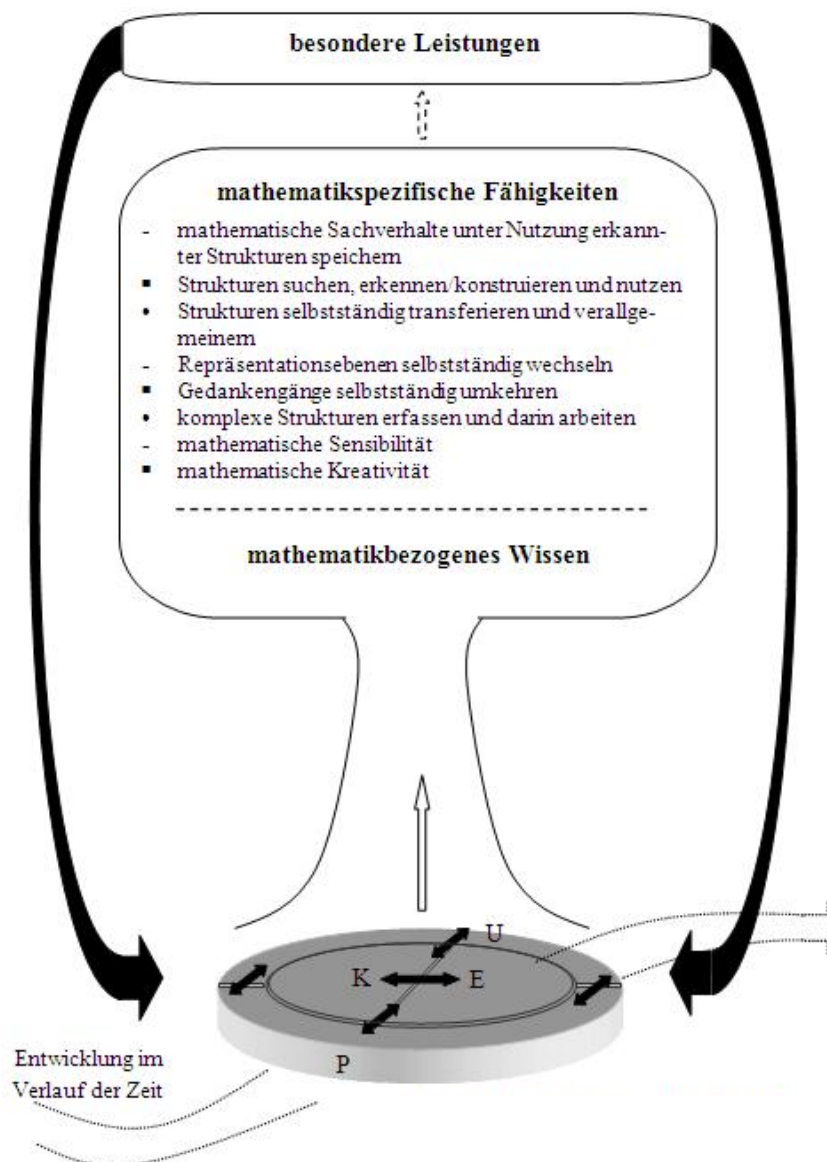 besondere Leistungen
mathematikspezifische Fähigkeiten
- mathematische Sachverhalte unter Nutzung erkann-
ter Strukturen speichern
▪ Strukturen suchen, erkennen/konstruieren und nutzen
• Strukturen selbstständig transferieren und verallge-
meinern
- Repräsentationsebenen selbstständig wechseln
▪ Gedankengänge selbstständig umkehren
• komplexe Strukturen erfassen und darin arbeiten
- mathematische Sensibilität
▪ mathematische Kreativität
mathematikbezogenes Wissen
U
K E
P
Entwicklung im
Verlauf der Zeit